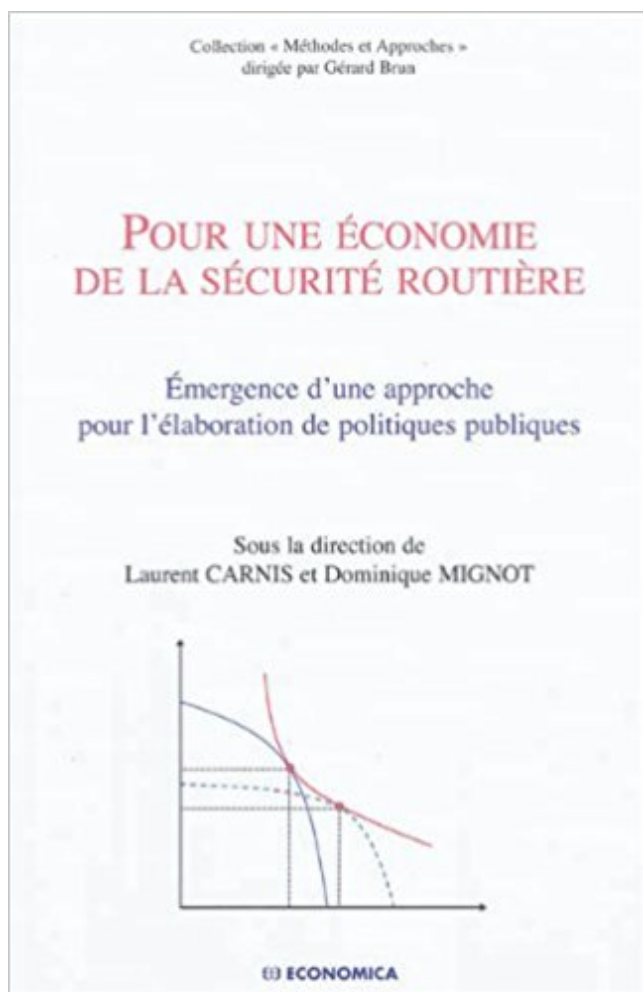 Collection « Méthodes et Approches »
dirigée par Gérard Brun
POUR UNE ÉCONOMIE
DE LA SÉCURITÉ ROUTIÈRE
Émergence d'une approche
pour l'élaboration de politiques publiques
Sous la direction de
Laurent CARNIS et Dominique MIGNOT
ECONOMICA